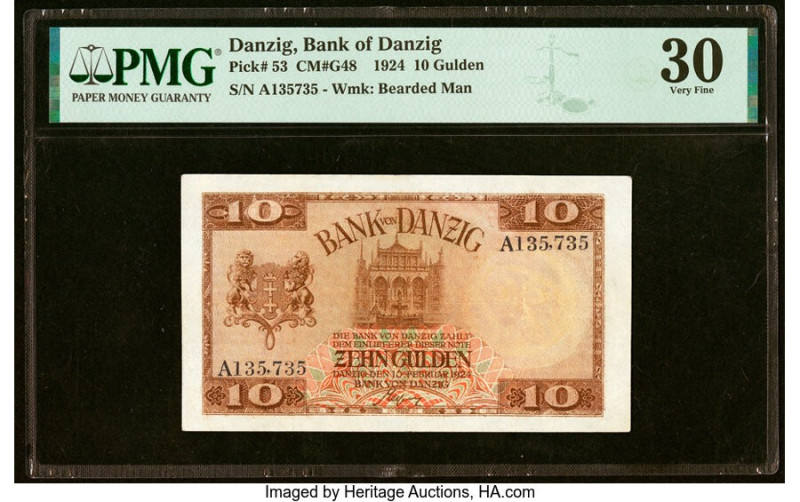 PMG
PAPER MONEY GUARANTY
Danzig, Bank of Danzig
Pick# 53 CM#G48 1924 10 Gulden
S/N A135735 - Wmk: Bearded Man
30
Very Fine
10
10
BANK VON DANZIG
A135,735
DIE BANK VON DANZIG ZAHLT
DEM EINLIEFERER DIESER NOTE
A135,735
ZEHN GULDEN
DANZIG·DEN 10·FEBRUAR 1924
BANK VON DANZIG
10
10
Imaged by Heritage Auctions, HA.com